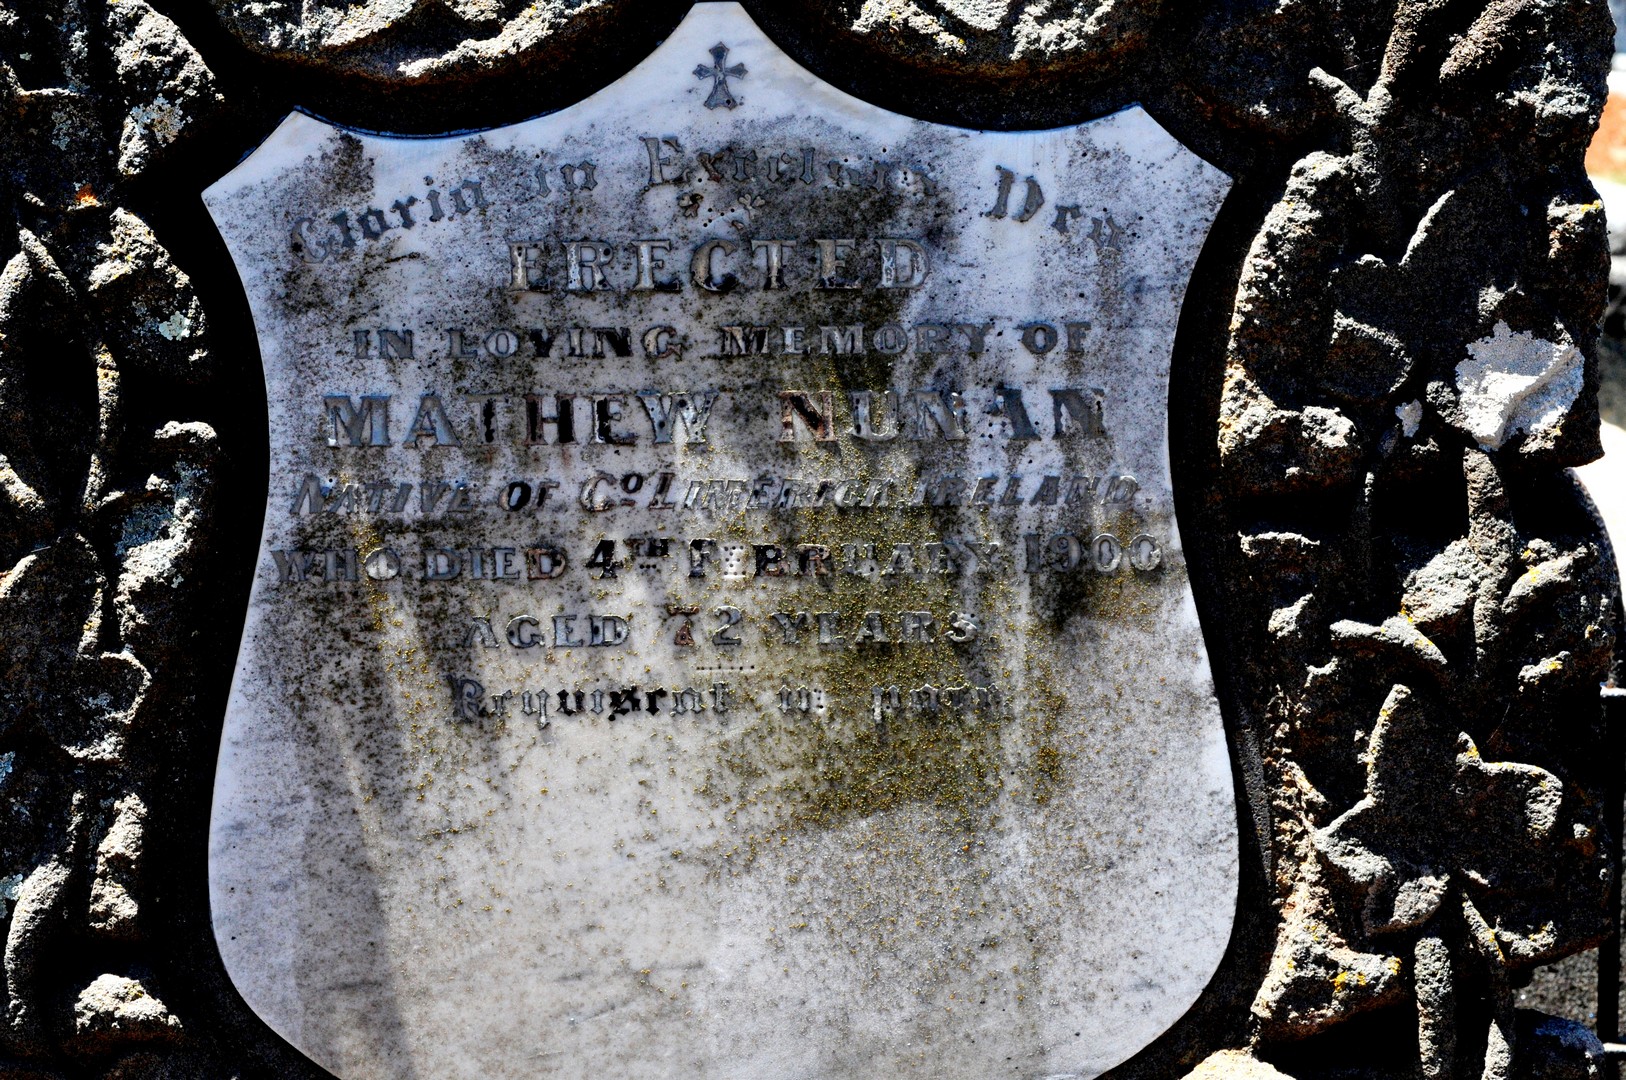 Gloria in Excelsis Deo
ERECTED
IN LOVING MEMORY OF
MATHEW NUNAN
NATIVE OF Co LIMERICK IRELAND.
WHO DIED 4TH FEBRUARY 1900
AGED 72 YEARS.
Requiscat in pace